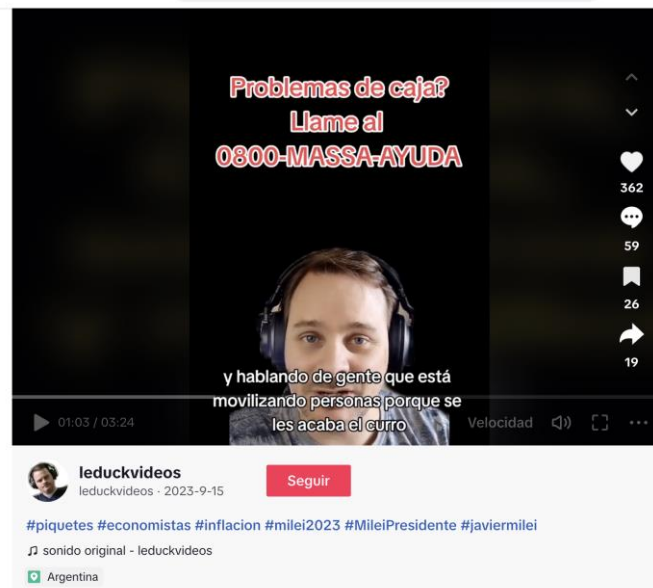 Problemas de caja?
Llame al
0800-MASSA-AYUDA
362
59
26
19
y hablando de gente que está
movilizando personas porque se
les acaba el curro
01:03 / 03:24
Velocidad
leduckvideos
leduckvideos · 2023-9-15
Seguir
#piquetes #economistas #inflacion #milei2023 #MileiPresidente #javiermilei
sonido original - leduckvideos
Argentina